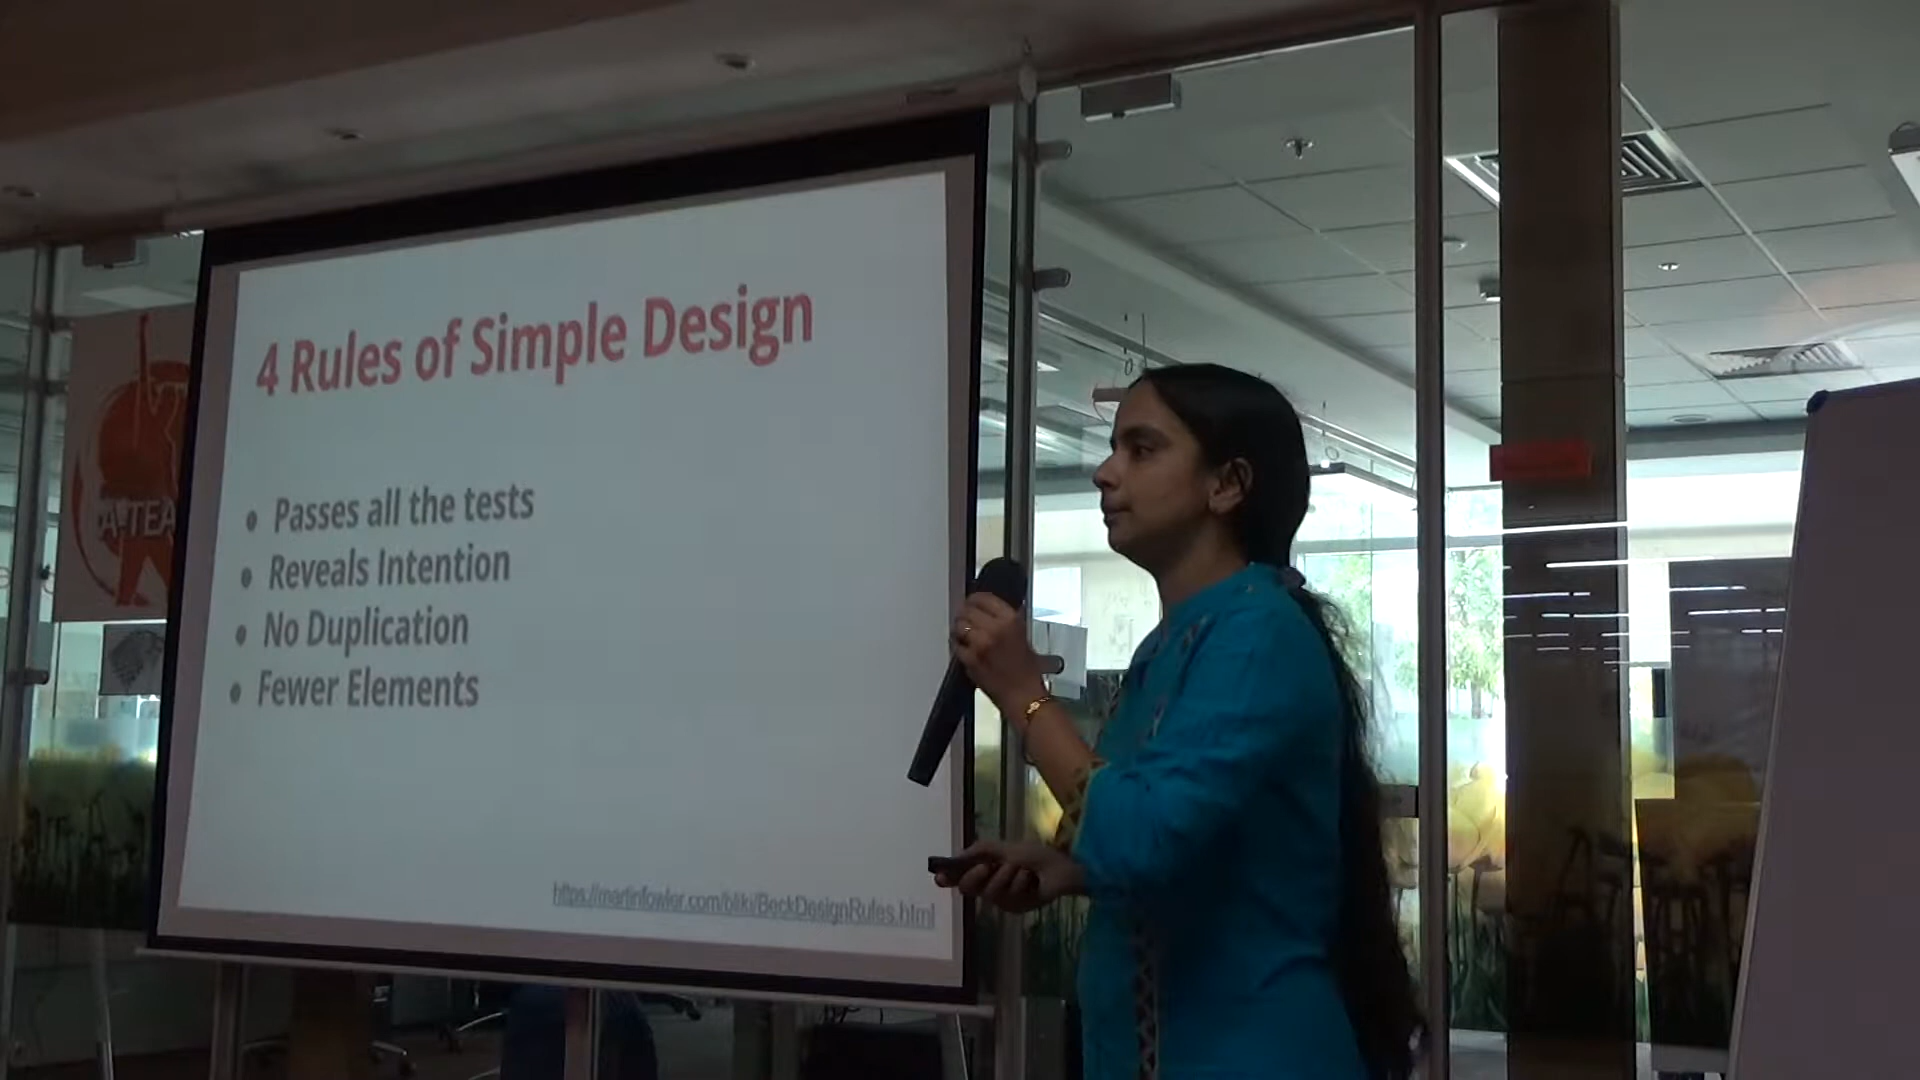 4 Rules of Simple Design
Passes all the tests
Reveals Intention
No Duplication
Fewer Elements
https://martinfowler.com/bliki/BeckDesignRules.html
A-TEA